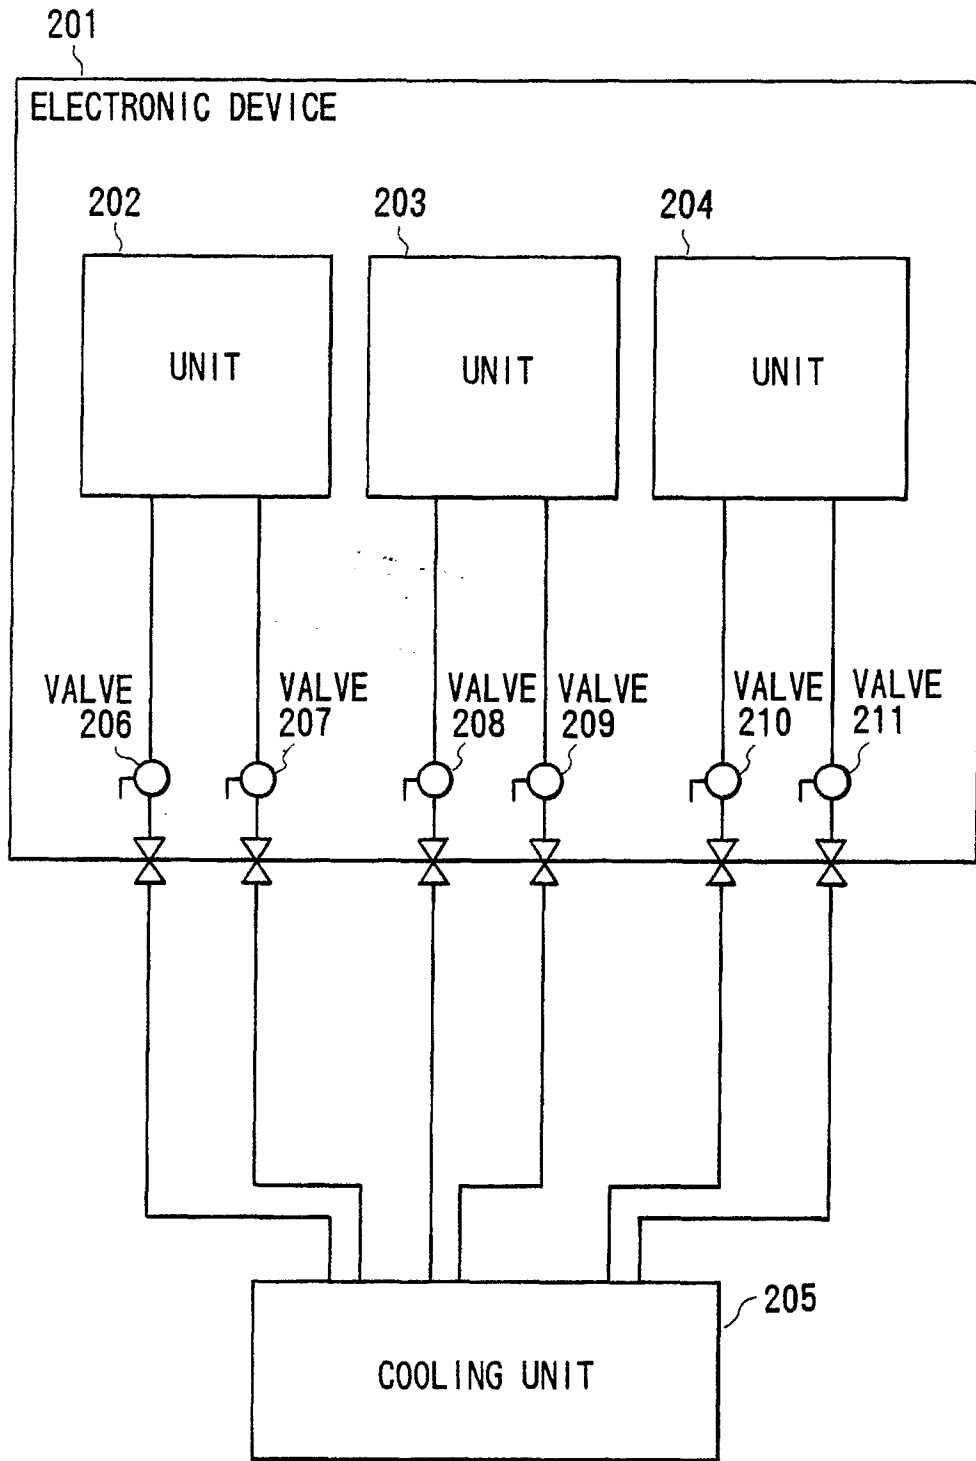 201
ELECTRONIC DEVICE
202
203
204
UNIT
UNIT
UNIT
VALVE
206
VALVE
207
VALVE
208
VALVE
209
VALVE
210
VALVE
211
205
COOLING UNIT